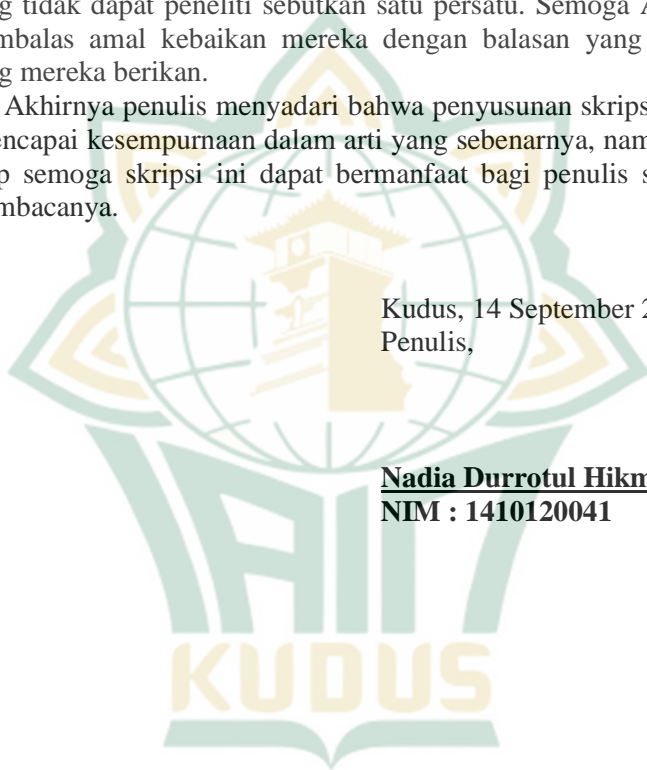 g tidak dapat peneliti sebutkan satu persatu. Semoga A
mbalas amal kebaikan mereka dengan balasan yang
g mereka berikan.
Akhirnya penulis menyadari bahwa penyusunan skrips
encapai kesempurnaan dalam arti yang sebenarnya, nam
p semoga skripsi ini dapat bermanfaat bagi penulis s
mbacanya.
Kudus, 14 September 2
Penulis,
Nadia Durrotul Hikm
NIM : 1410120041
IAIN
KUDUS